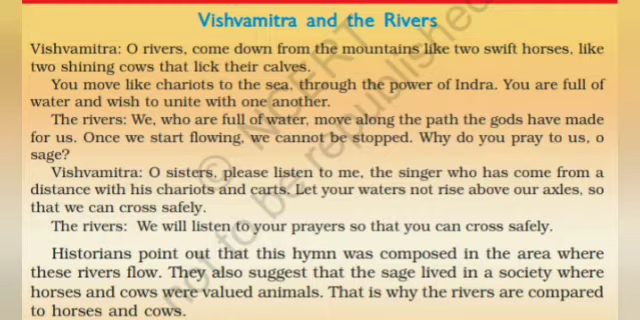 Vishvamitra and the Rivers
Vishvamitra: O rivers, come down from the mountains like two swift horses, like
two shining cows that lick their calves.
You move like chariots to the sea, through the power of Indra. You are full of
water and wish to unite with one another.
The rivers: We, who are full of water, move along the path the gods have made
for us. Once we start flowing, we cannot be stopped. Why do you pray to us, o
sage?
Vishvamitra: O sisters, please listen to me, the singer who has come from a
distance with his chariots and carts. Let your waters not rise above our axles, so
that we can cross safely.
The rivers: We will listen to your prayers so that you can cross safely.
Historians point out that this hymn was composed in the area where
these rivers flow. They also suggest that the sage lived in a society where
horses and cows were valued animals. That is why the rivers are compared
to horses and cows.
© NCERT
not to be republished